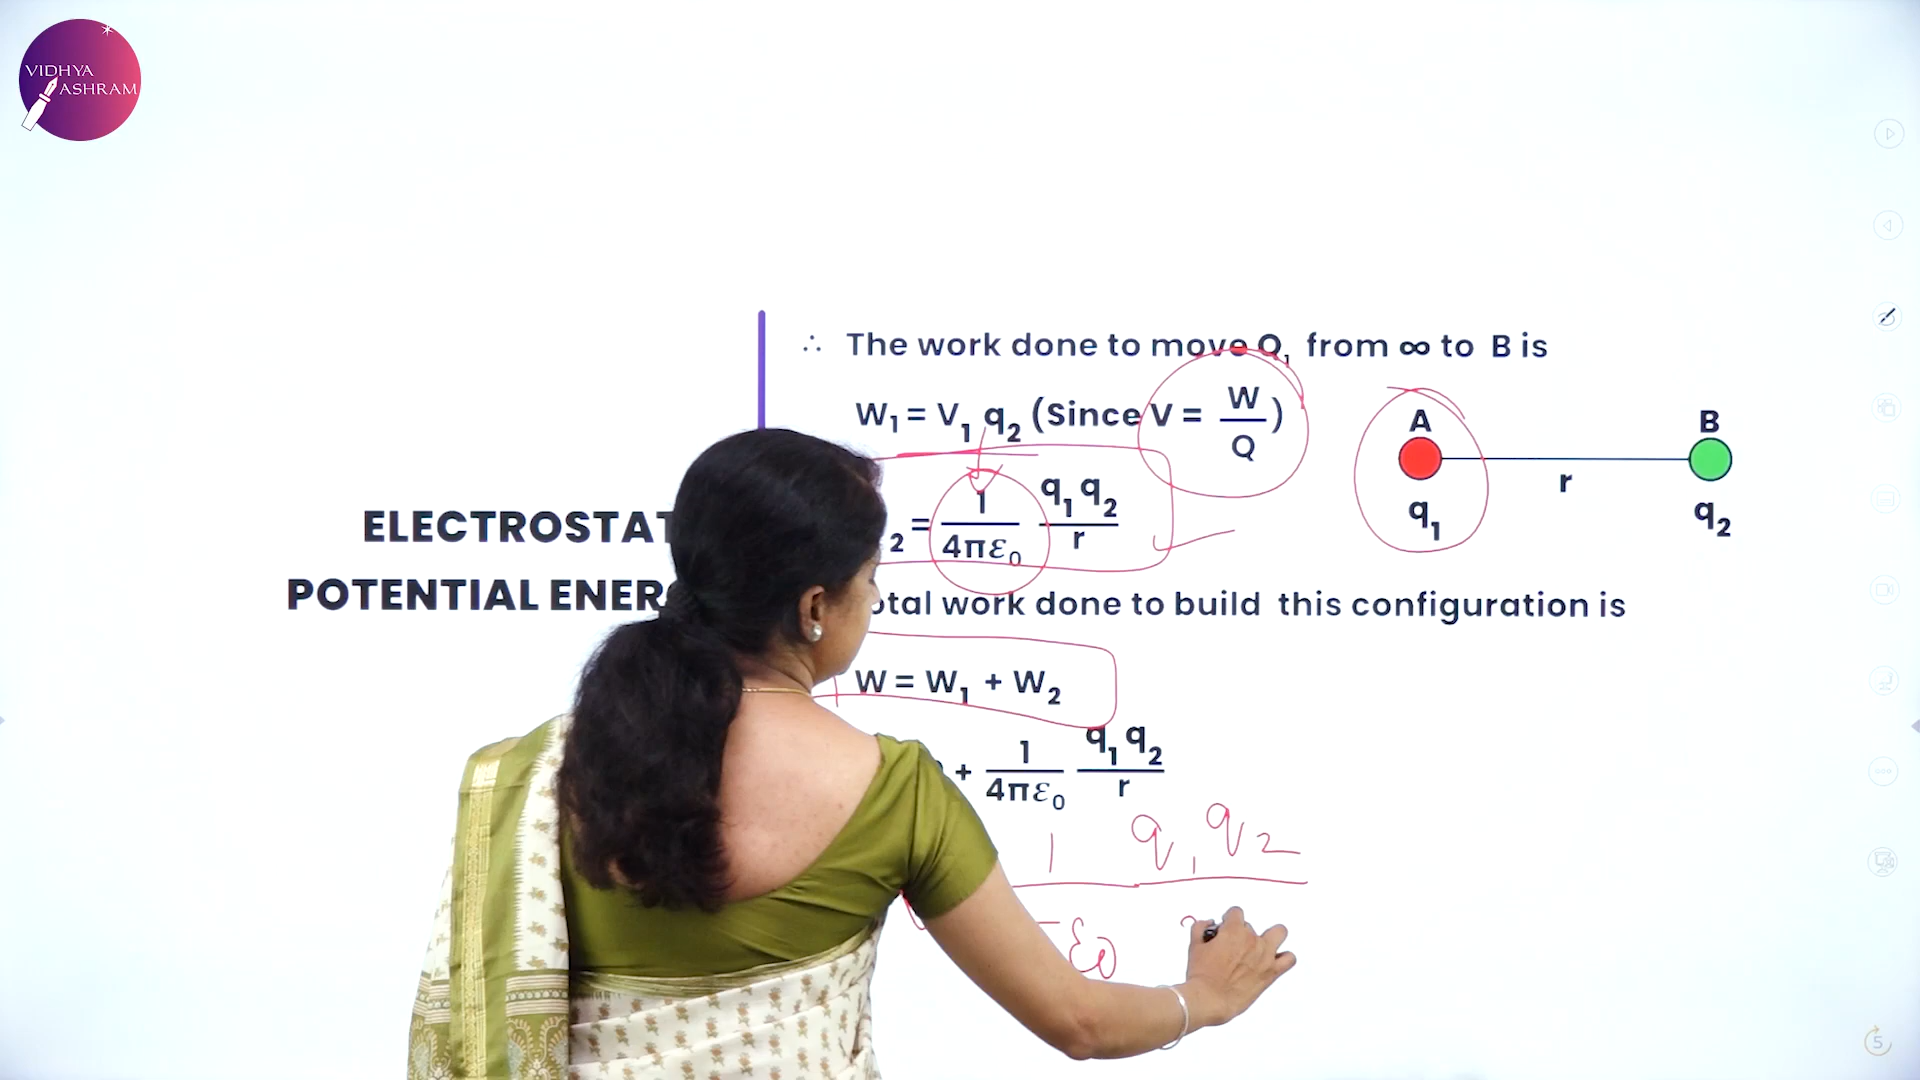 VIDHYA
ASHRAM
∴ The work done to move Q₁ from ∞ to B is
W₁ = V₁ q₂ (Since V = W/Q)
₂ = 1/4πε₀ q₁q₂/r
otal work done to build this configuration is
W = W₁ + W₂
+ 1/4πε₀ q₁q₂/r
1 q₁q₂
ε₀
ELECTROSTAT
POTENTIAL ENER
A B
r
q₁ q₂
5